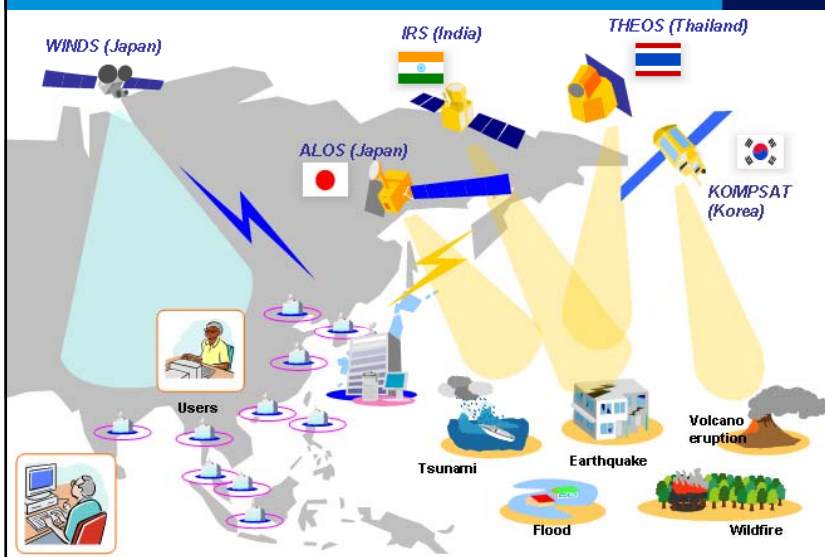 WINDS (Japan)
IRS (India)
THEOS (Thailand)
ALOS (Japan)
KOMPSAT
(Korea)
Users
Tsunami
Earthquake
Volcano
eruption
Flood
Wildfire